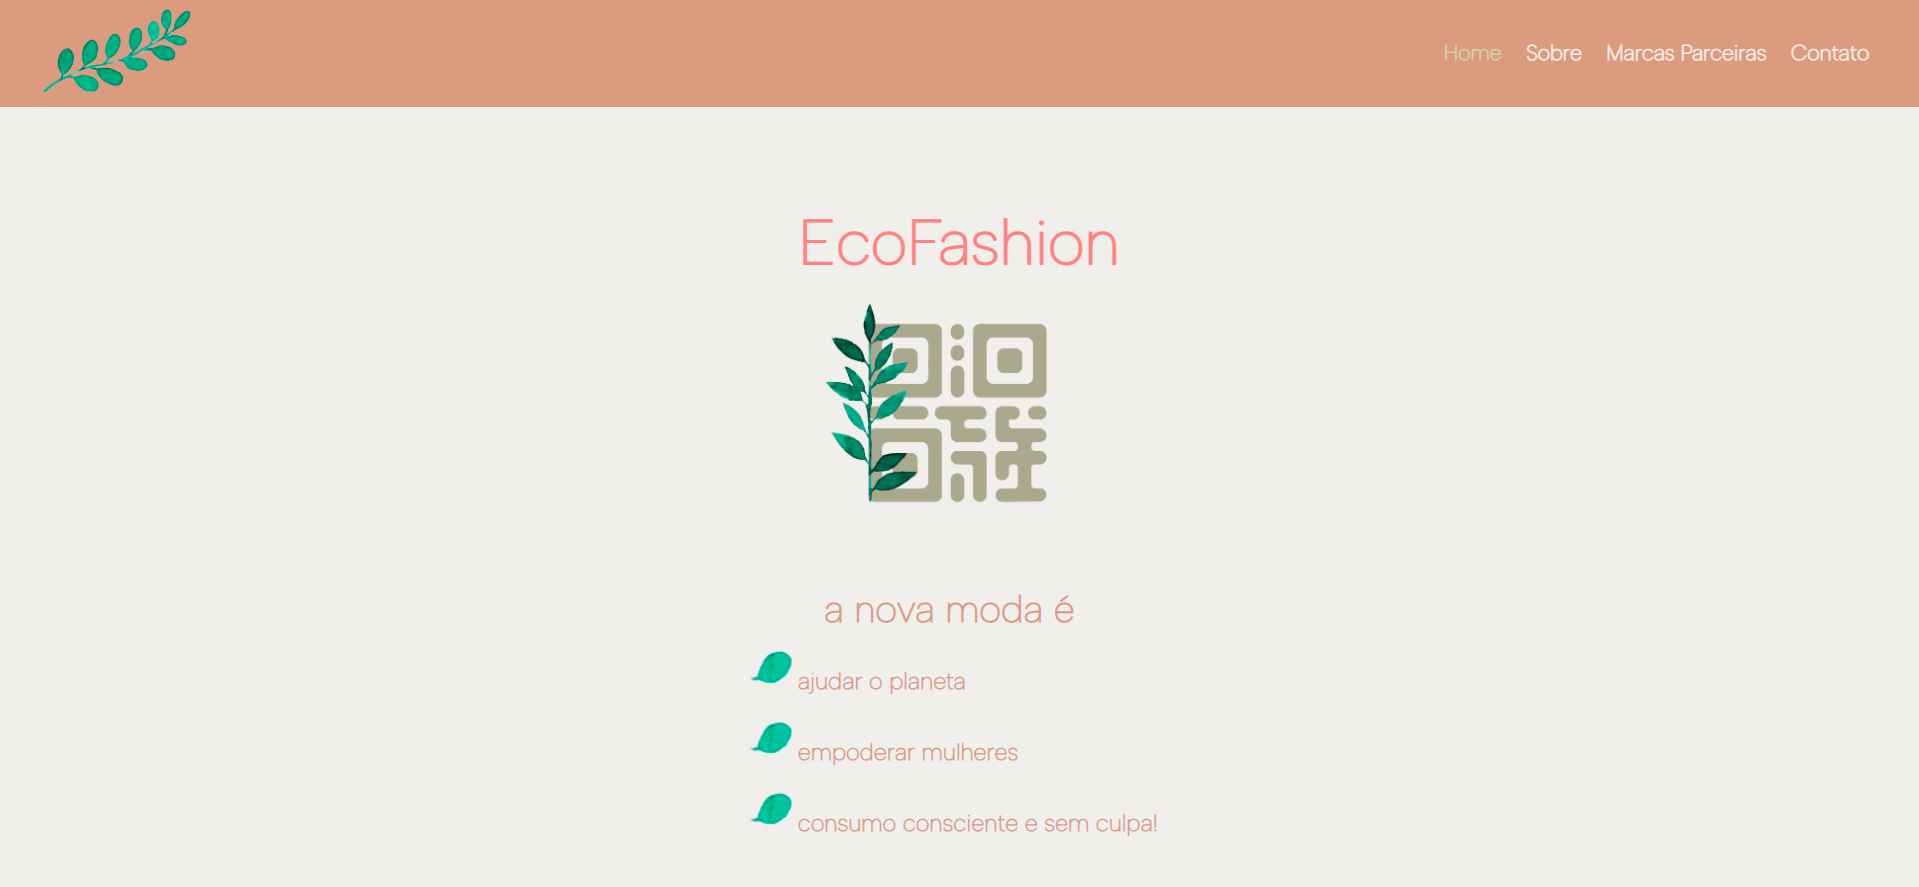 Home Sobre Marcas Parceiras Contato
EcoFashion
a nova moda é
ajudar o planeta
empoderar mulheres
consumo consciente e sem culpa!